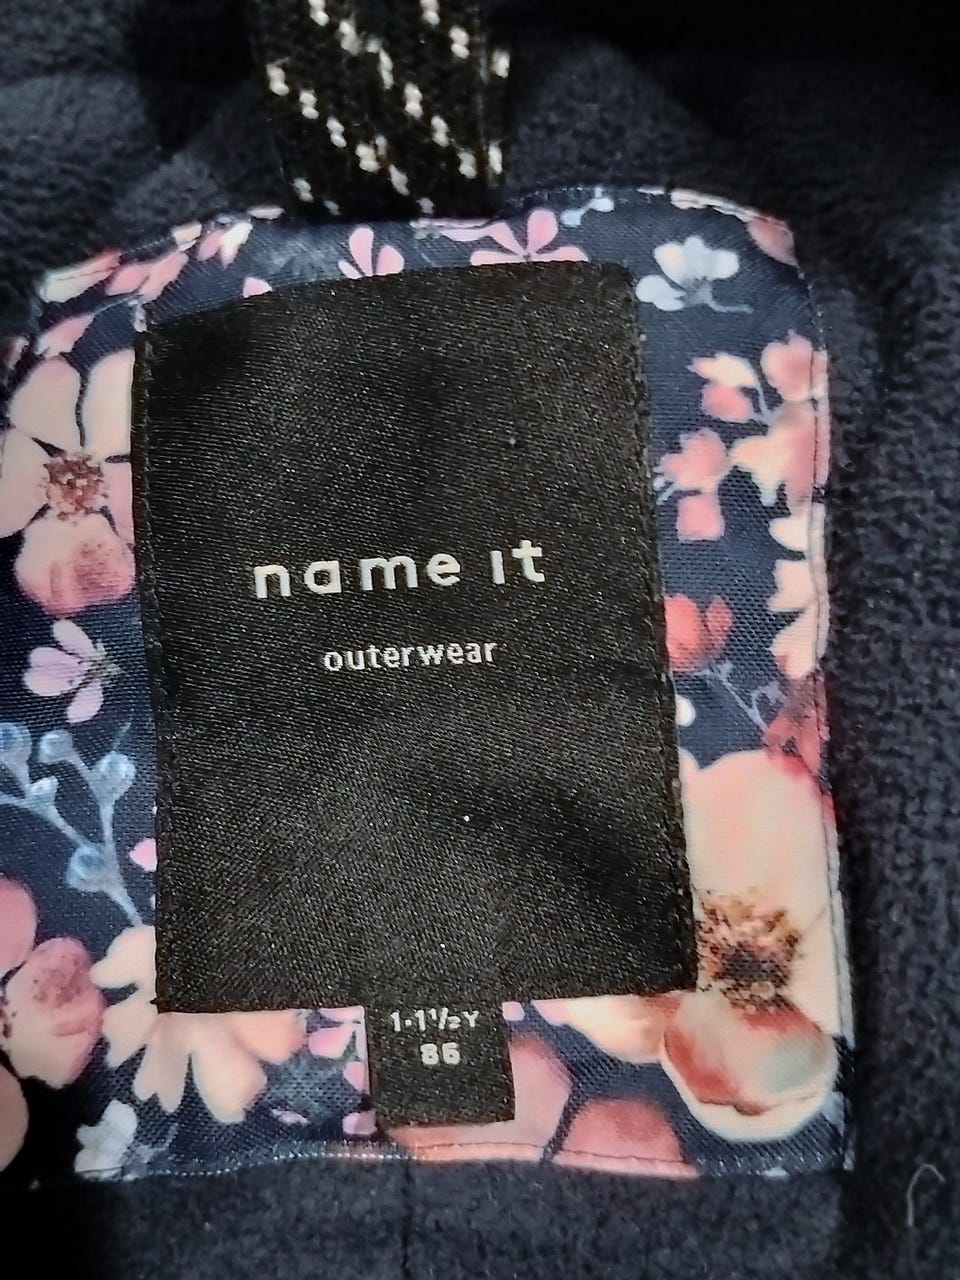 name it
outerwear
1-1½Y
86